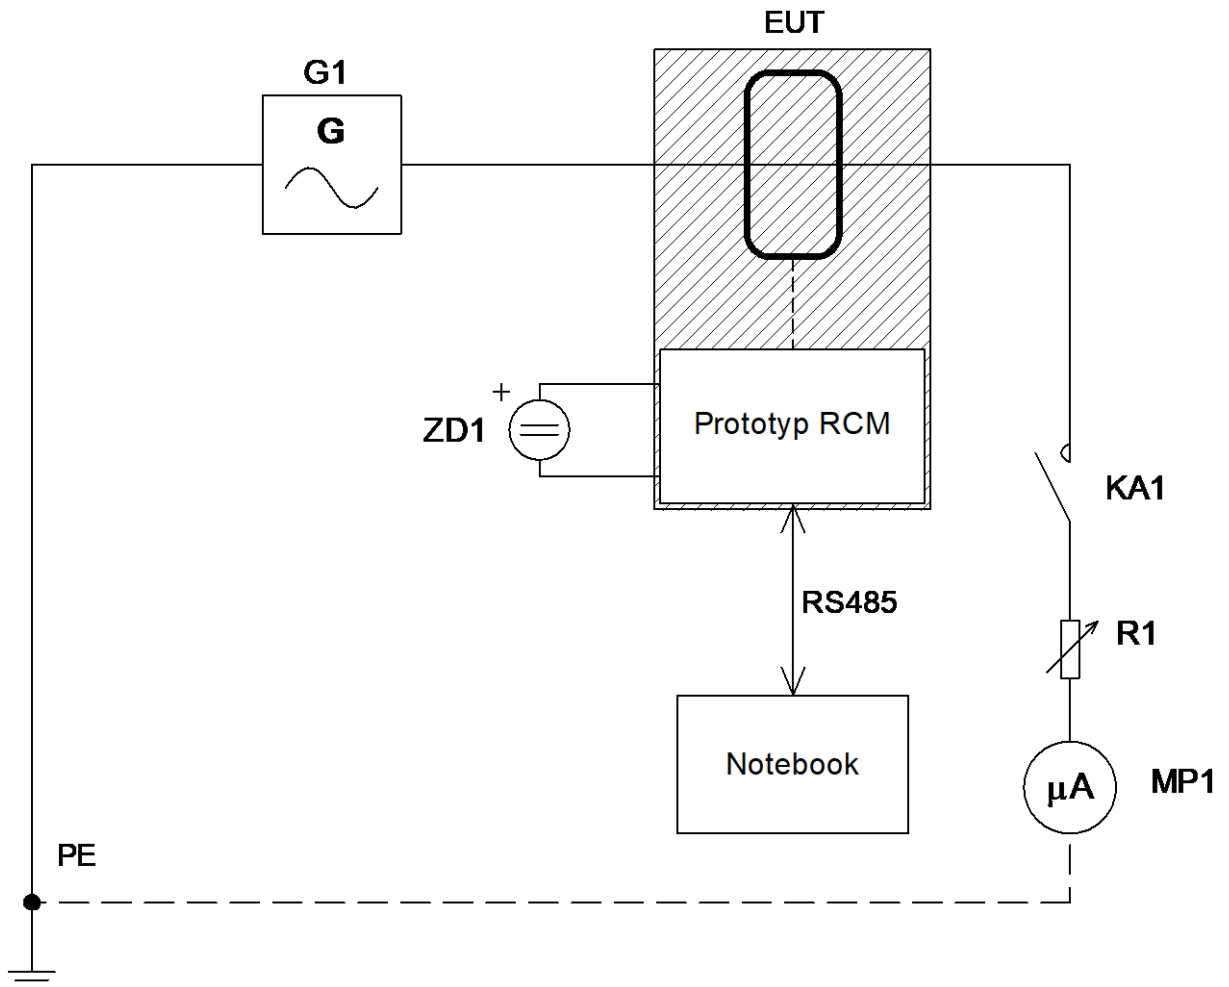 EUT
G1
G
+
ZD1
Prototyp RCM
KA1
RS485
R1
Notebook
µA
MP1
PE